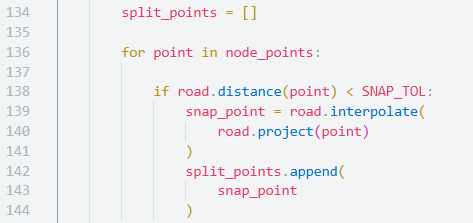 134 split_points = []
135
136 for point in node_points:
137
138 if road.distance(point) < SNAP_TOL:
139 snap_point = road.interpolate(
140 road.project(point)
141 )
142 split_points.append(
143 snap_point
144 )